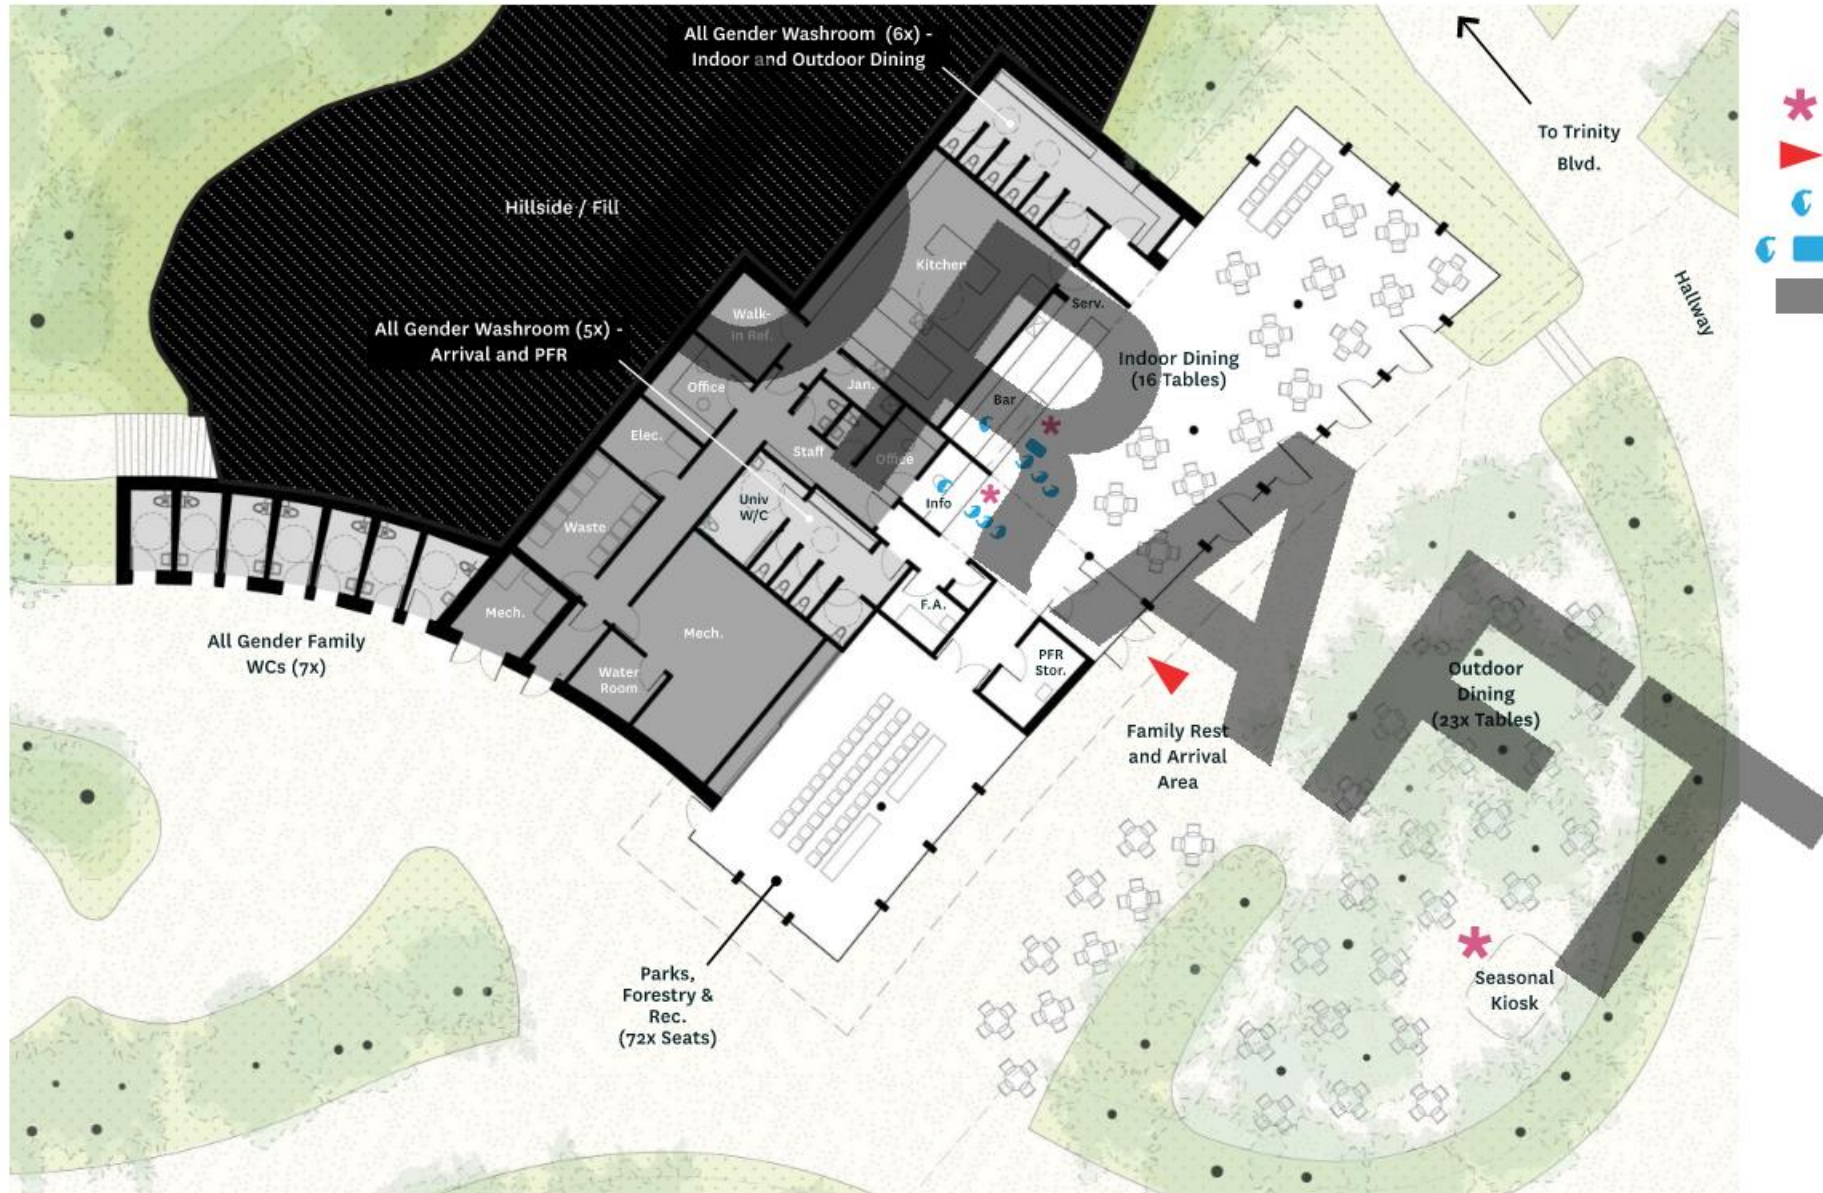 All Gender Washroom (6x) -
Indoor and Outdoor Dining
To Trinity
Blvd.
Hillside / Fill
Hallway
Kitchen
Serv.
Walk-
in Ref.
All Gender Washroom (5x) -
Arrival and PFR
Indoor Dining
(16 Tables)
Office
Jan.
Bar
Elec.
Staff
Office
Univ
W/C
Info
Waste
Mech.
F.A.
Mech.
All Gender Family
WCs (7x)
Water
Room
PFR
Stor.
Outdoor
Dining
(23x Tables)
Family Rest
and Arrival
Area
Parks,
Forestry &
Rec.
(72x Seats)
Seasonal
Kiosk
DRAFT